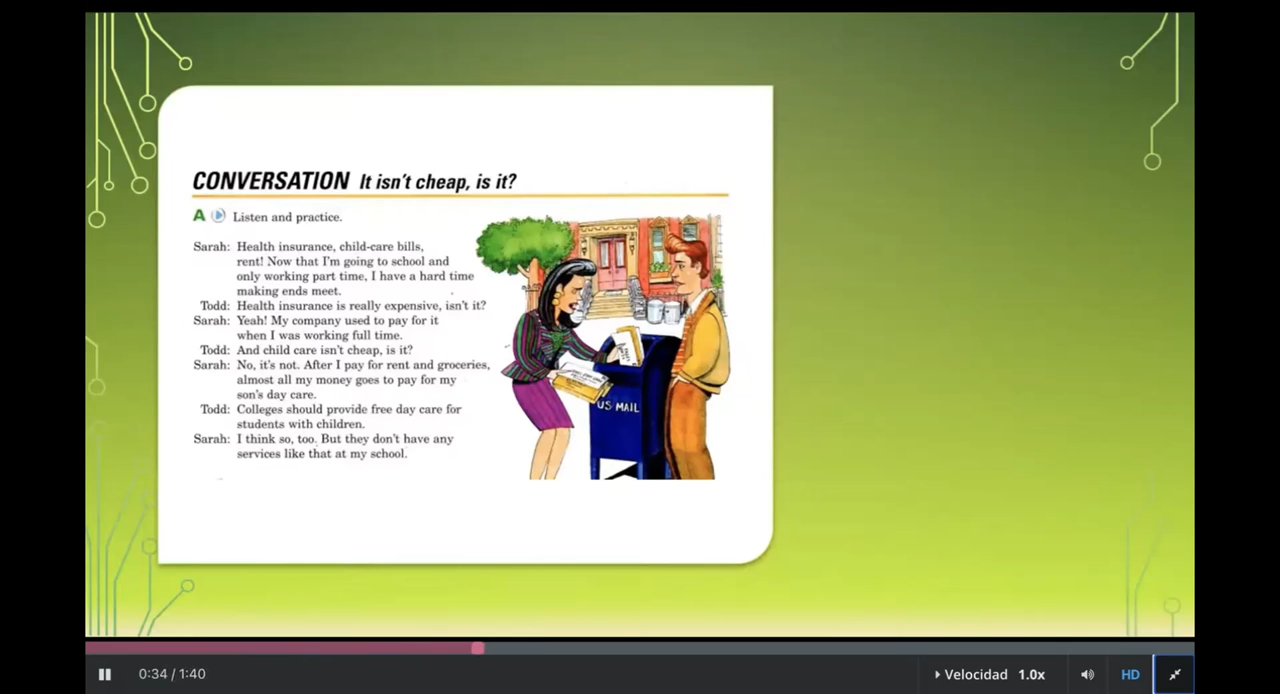 CONVERSATION It isn't cheap, is it?
A Listen and practice.
Sarah: Health insurance, child-care bills,
rent! Now that I'm going to school and
only working part time, I have a hard time
making ends meet.
Todd: Health insurance is really expensive, isn't it?
Sarah: Yeah! My company used to pay for it
when I was working full time.
Todd: And child care isn't cheap, is it?
Sarah: No, it's not. After I pay for rent and groceries,
almost all my money goes to pay for my
son's day care.
Todd: Colleges should provide free day care for
students with children.
Sarah: I think so, too. But they don't have any
services like that at my school.
US MAIL
0:34 / 1:40
Velocidad 1.0x
HD